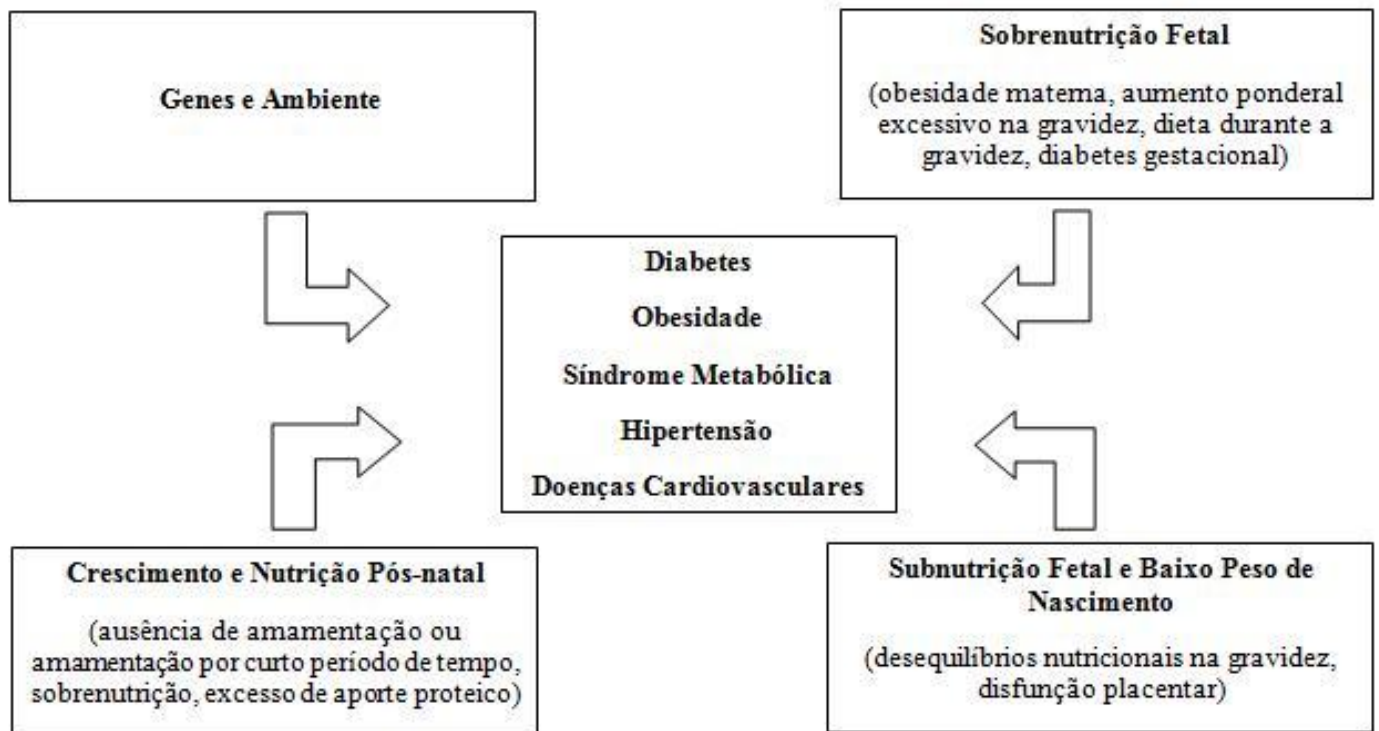 Genes e Ambiente
Sobrenutrição Fetal
(obesidade materna, aumento ponderal
excessivo na gravidez, dieta durante a
gravidez, diabetes gestacional)
Diabetes
Obesidade
Síndrome Metabólica
Hipertensão
Doenças Cardiovasculares
Crescimento e Nutrição Pós-natal
(ausência de amamentação ou
amamentação por curto período de tempo,
sobrenutrição, excesso de aporte proteico)
Subnutrição Fetal e Baixo Peso de
Nascimento
(desequilíbrios nutricionais na gravidez,
disfunção placentar)